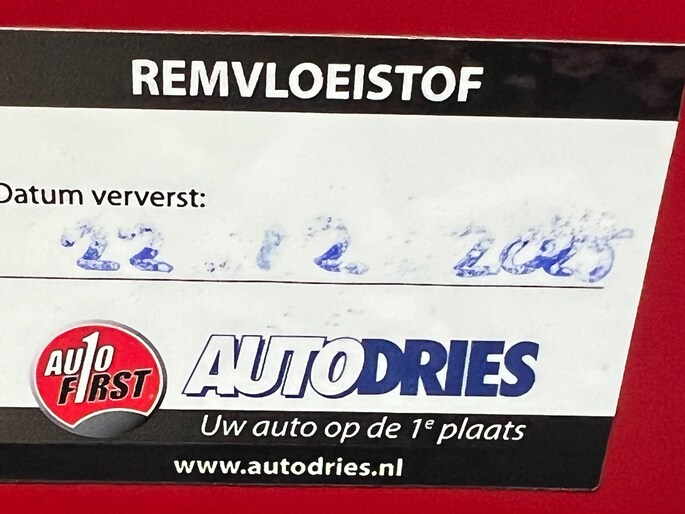 REMVLOEISTOF
Datum ververst:
22 12
AUTO FIRST
AUTODRIES
Uw auto op de 1e plaats
www.autodries.nl